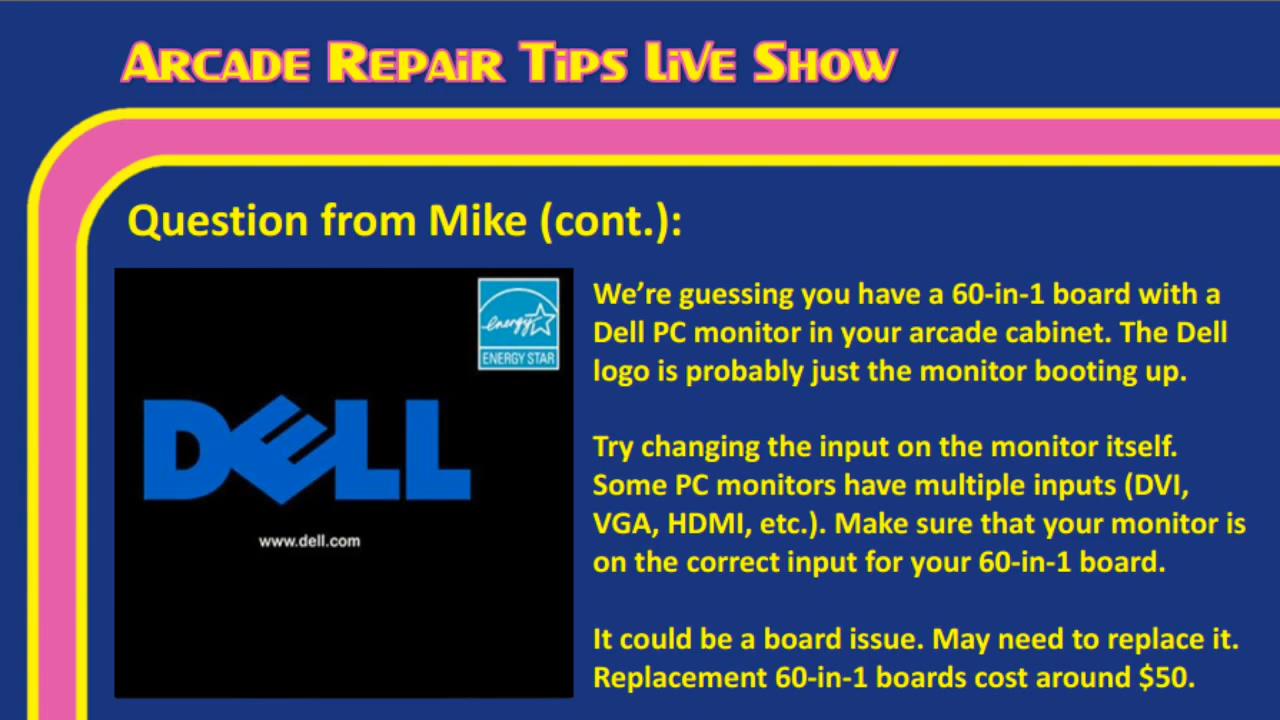 ARCADE REPAiR TiPS LiVE SHOW
Question from Mike (cont.):
energy
ENERGY STAR
DELL
www.dell.com
We're guessing you have a 60-in-1 board with a
Dell PC monitor in your arcade cabinet. The Dell
logo is probably just the monitor booting up.
Try changing the input on the monitor itself.
Some PC monitors have multiple inputs (DVI,
VGA, HDMI, etc.). Make sure that your monitor is
on the correct input for your 60-in-1 board.
It could be a board issue. May need to replace it.
Replacement 60-in-1 boards cost around $50.